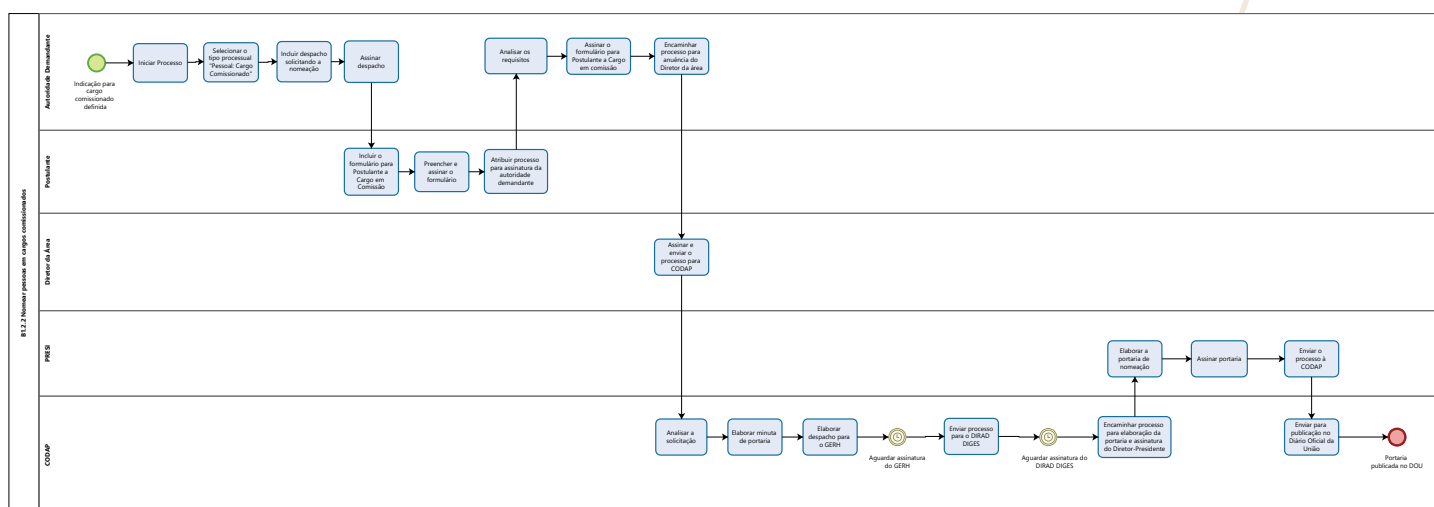 B1.2.2 Nomear pessoas em cargos comissionados
Autoridade Demandante
Indicação para
cargo
comissionado
definida
Iniciar Processo
Selecionar o
tipo processual
"Pessoal: Cargo
Comissionado"
Incluir despacho
solicitando a
nomeação
Assinar
despacho
Analisar os
requisitos
Assinar o
formulário para
Postulante a Cargo
em comissão
Encaminhar
processo para
anuência do
Diretor da área
Postulante
Incluir o
formulário para
Postulante a
Cargo em
Comissão
Preencher e
assinar o
formulário
Atribuir processo
para assinatura da
autoridade
demandante
Diretor da Área
Assinar e
enviar o
processo para
CODAP
PRESI
Elaborar a
portaria de
nomeação
Assinar portaria
Enviar o
processo à
CODAP
CODAP
Analisar a
solicitação
Elaborar minuta
de portaria
Elaborar
despacho para
o GERH
Aguardar assinatura
do GERH
Enviar processo
para o DIRAD
DIGES
Aguardar assinatura do
DIRAD DIGES
Encaminhar processo
para elaboração da
portaria e assinatura
do Diretor-Presidente
Enviar para
publicação no
Diário Oficial da
União
Portaria
publicada no DOU